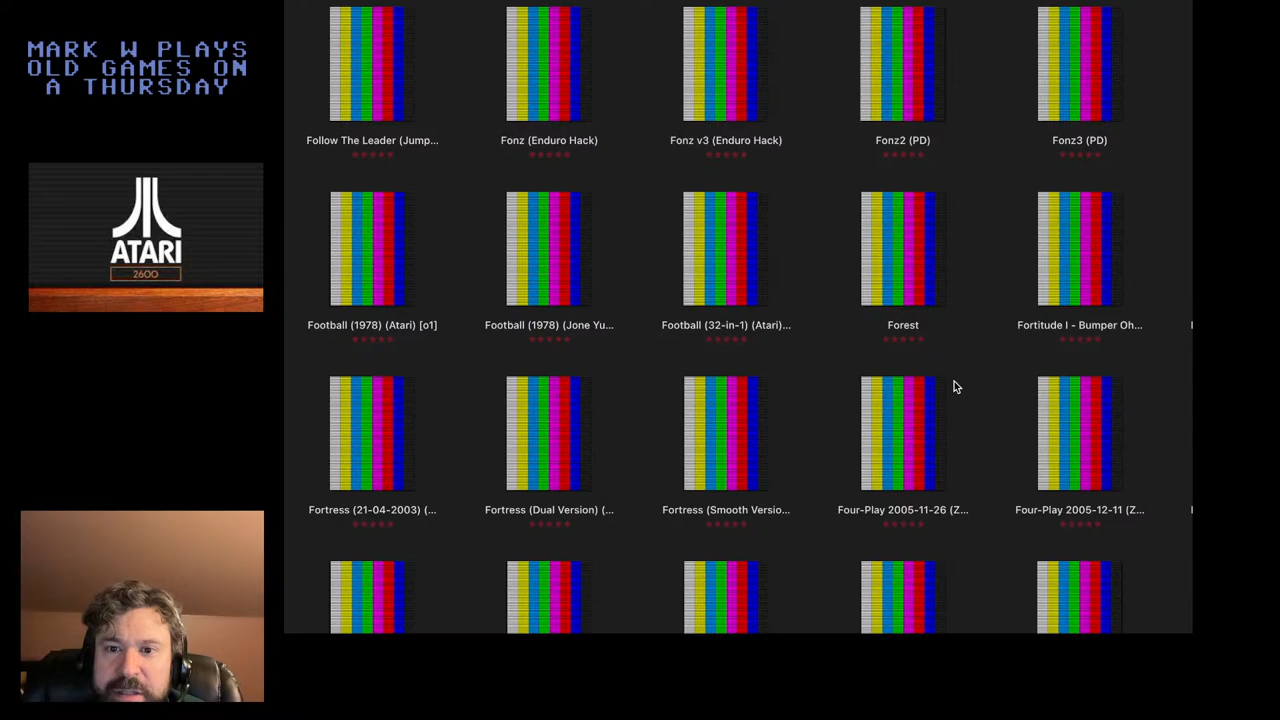 MARK W PLAYS
OLD GAMES ON
A THURSDAY
ATARI
2600
Follow The Leader (Jump...
Fonz (Enduro Hack)
Fonz v3 (Enduro Hack)
Fonz2 (PD)
Fonz3 (PD)
Football (1978) (Atari) [o1]
Football (1978) (Jone Yu...
Football (32-in-1) (Atari)...
Forest
Fortitude I - Bumper Oh...
Fortress (21-04-2003) (...
Fortress (Dual Version) (...
Fortress (Smooth Versio...
Four-Play 2005-11-26 (Z...
Four-Play 2005-12-11 (Z...